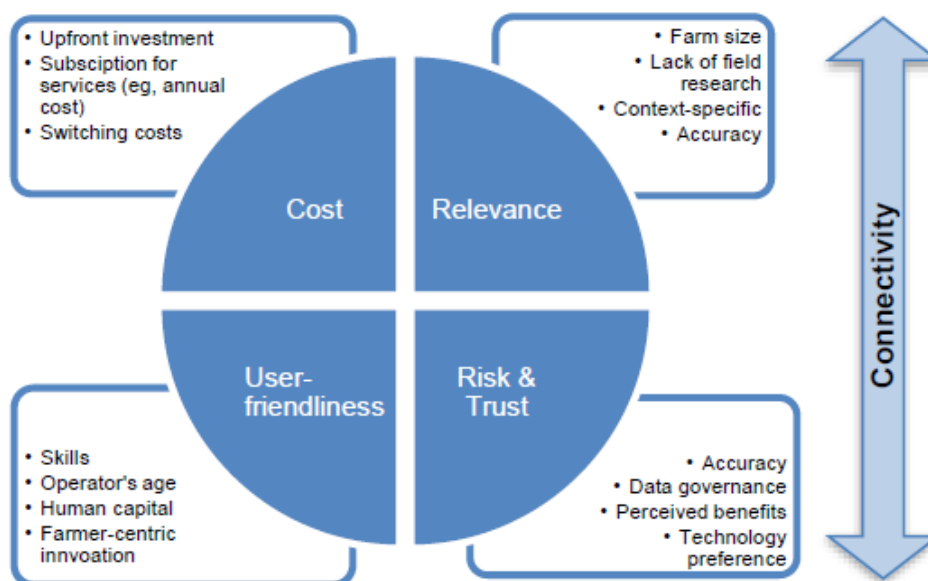 • Upfront investment
• Subsciption for
services (eg, annual
cost)
• Switching costs
• Farm size
• Lack of field
research
• Context-specific
• Accuracy
Cost
Relevance
User-
friendliness
Risk &
Trust
• Skills
• Operator's age
• Human capital
• Farmer-centric
innvoation
• Accuracy
• Data governance
• Perceived benefits
• Technology
preference
Connectivity